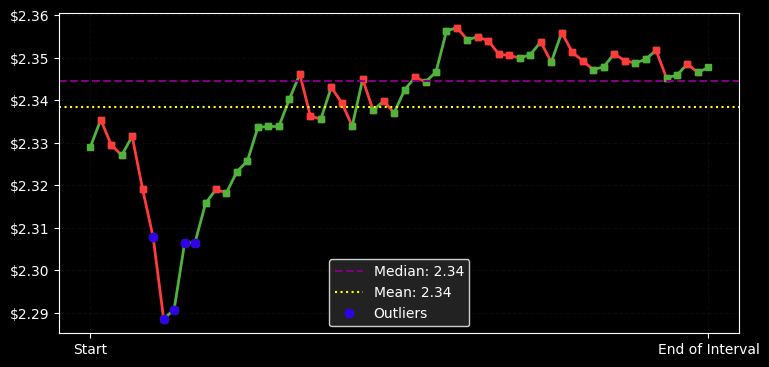 $2.36
$2.35
$2.34
$2.33
$2.32
$2.31
$2.30
$2.29
Median: 2.34
Mean: 2.34
Outliers
Start
End of Interval